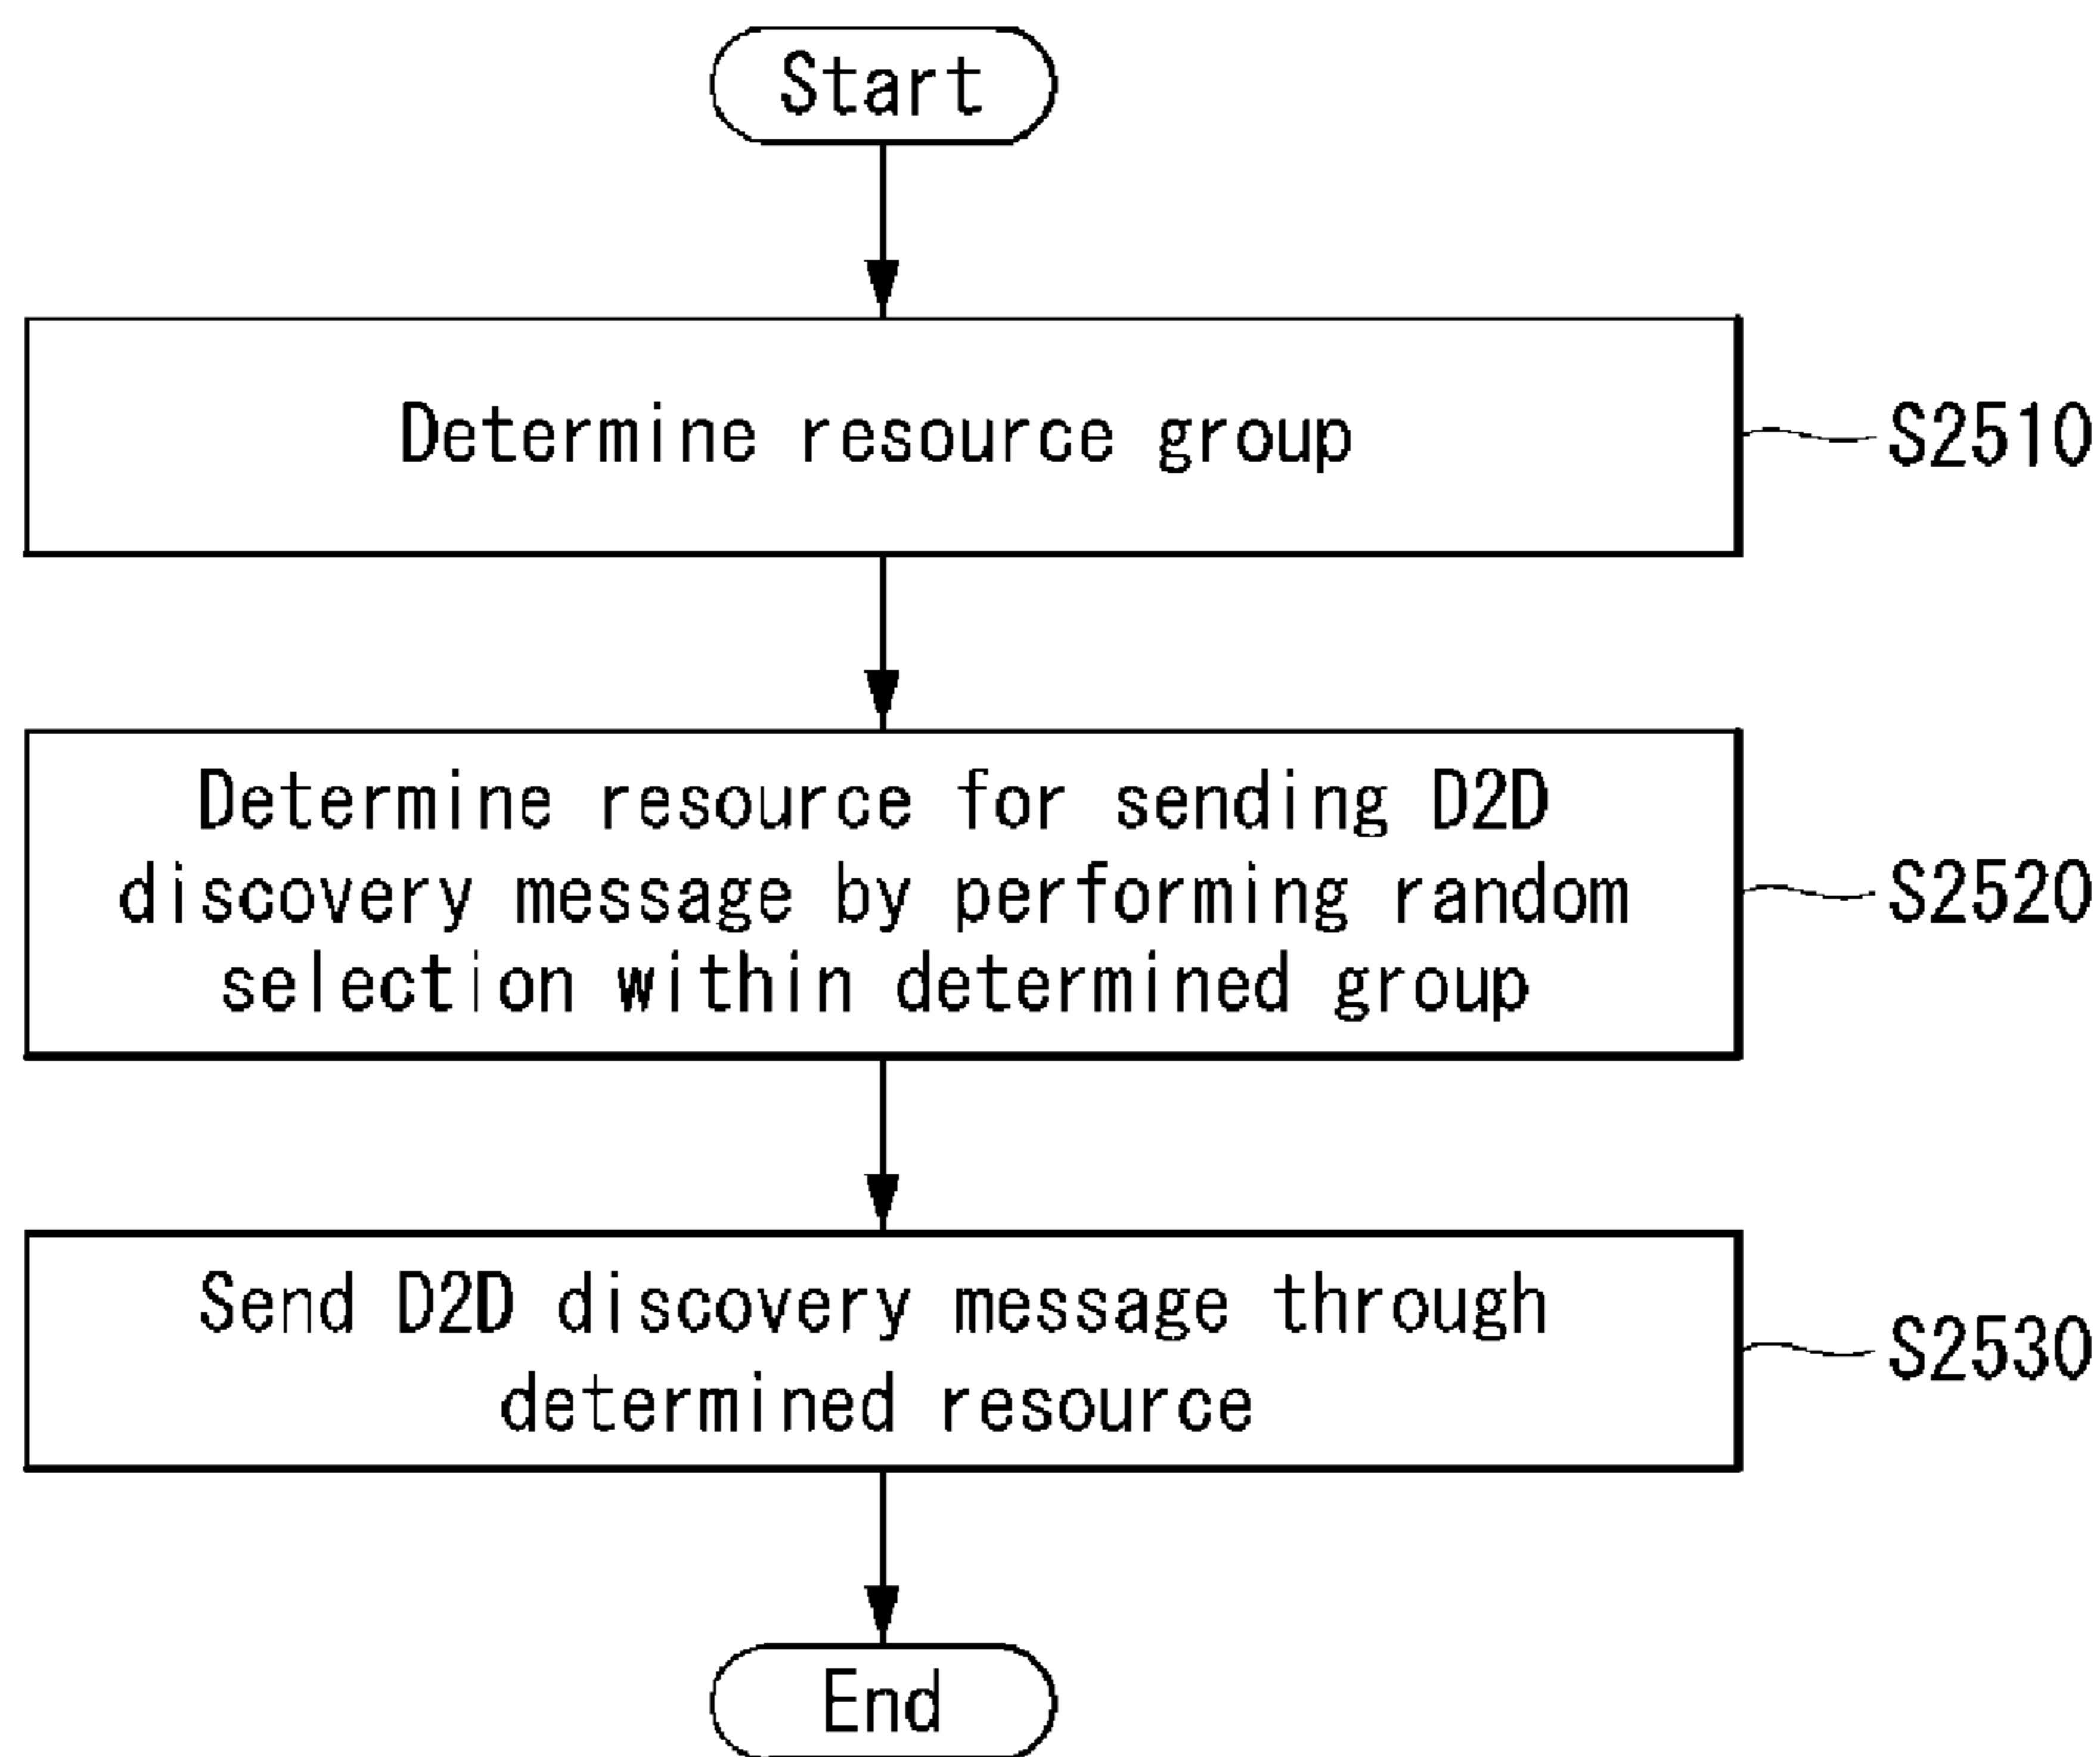 Start
Determine resource group
S2510
Determine resource for sending D2D
discovery message by performing random
selection within determined group
S2520
Send D2D discovery message through
determined resource
S2530
End